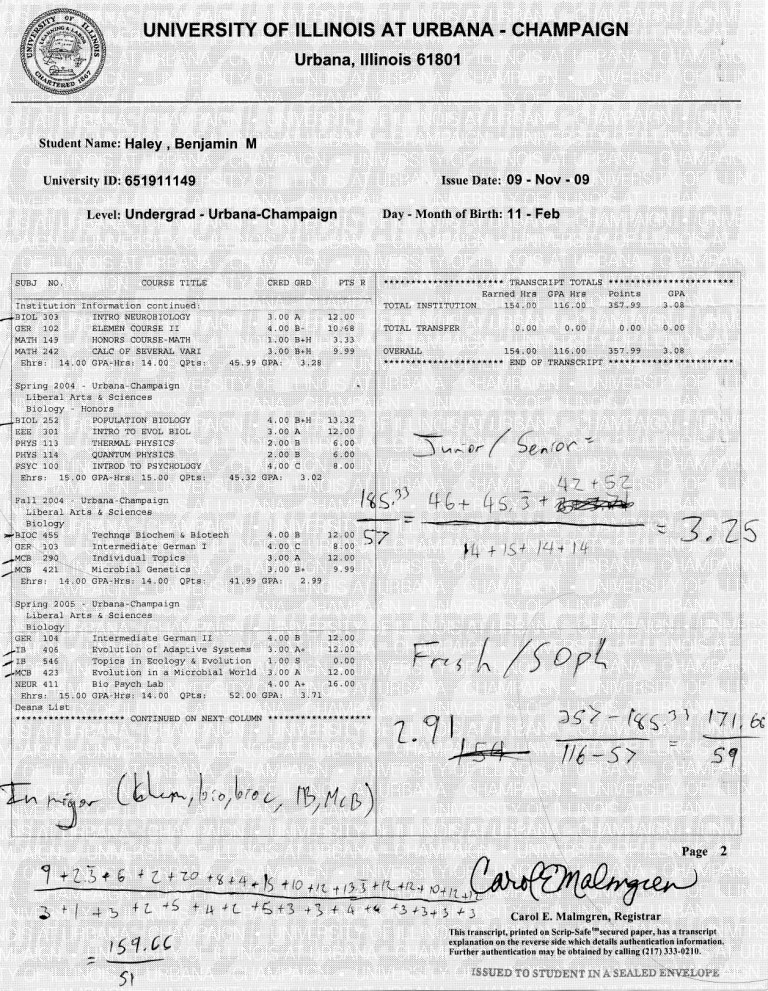 UNIVERSITY OF ILLINOIS AT URBANA - CHAMPAIGN
Urbana, Illinois 61801
UNIVERSITY OF ILLINOIS
LEARNING & LABOR
CHARTERED 1867
Student Name: Haley , Benjamin M
University ID: 651911149
Issue Date: 09 - Nov - 09
Level: Undergrad - Urbana-Champaign
Day - Month of Birth: 11 - Feb
SUBJ NO. COURSE TITLE CRED GRD PTS R
Institution Information continued:
BIOL 303 INTRO NEUROBIOLOGY 3.00 A 12.00
GER 102 ELEMEN COURSE II 4.00 B- 10.68
MATH 149 HONORS COURSE-MATH 1.00 B+H 3.33
MATH 242 CALC OF SEVERAL VARI 3.00 B+H 9.99
Ehrs: 14.00 GPA-Hrs: 14.00 QPts: 45.99 GPA: 3.28
Spring 2004 - Urbana-Champaign
Liberal Arts & Sciences
Biology - Honors
BIOL 252 POPULATION BIOLOGY 4.00 B+H 13.32
EEE 301 INTRO TO EVOL BIOL 3.00 A 12.00
PHYS 113 THERMAL PHYSICS 2.00 B 6.00
PHYS 114 QUANTUM PHYSICS 2.00 B 6.00
PSYC 100 INTROD TO PSYCHOLOGY 4.00 C 8.00
Ehrs: 15.00 GPA-Hrs: 15.00 QPts: 45.32 GPA: 3.02
Fall 2004 - Urbana-Champaign
Liberal Arts & Sciences
Biology
BIOC 455 Technqs Biochem & Biotech 4.00 B 12.00
GER 103 Intermediate German I 4.00 C 8.00
MCB 290 Individual Topics 3.00 A 12.00
MCB 421 Microbial Genetics 3.00 B+ 9.99
Ehrs: 14.00 GPA-Hrs: 14.00 QPts: 41.99 GPA: 2.99
Spring 2005 - Urbana-Champaign
Liberal Arts & Sciences
Biology
GER 104 Intermediate German II 4.00 B 12.00
IB 406 Evolution of Adaptive Systems 3.00 A+ 12.00
IB 546 Topics in Ecology & Evolution 1.00 S 0.00
MCB 423 Evolution in a Microbial World 3.00 A 12.00
NEUR 411 Bio Psych Lab 4.00 A+ 16.00
Ehrs: 15.00 GPA-Hrs: 14.00 QPts: 52.00 GPA: 3.71
Deans List
******************** CONTINUED ON NEXT COLUMN *******************
********************** TRANSCRIPT TOTALS ***********************
Earned Hrs GPA Hrs Points GPA
TOTAL INSTITUTION 154.00 116.00 357.99 3.08
TOTAL TRANSFER 0.00 0.00 0.00 0.00
OVERALL 154.00 116.00 357.99 3.08
********************** END OF TRANSCRIPT ***********************
Junior / Senior =
42 + 52
185.33 = 46 + 45.3 + = 3.25
57 14 + 15 + 14 + 14
Fresh / Soph
2.91 154 357 - 185.33 = 171.66
116 - 57 59
In major (Chem, bio, bioc, IB, MCB)
9 + 2.3 + 6 + 2 + 20 + 8 + 4 + 15 + 10 + 12 + 13.3 + 12 + 12 + 10 + 12 + 12
3 + 1 + 3 + 2 + 5 + 4 + 2 + 5 + 3 + 3 + 4 + 4 + 3 + 3 + 3 + 3
= 159.66
51
Page 2
Carol E Malmgren
Carol E. Malmgren, Registrar
This transcript, printed on Scrip-Safe℠ secured paper, has a transcript
explanation on the reverse side which details authentication information.
Further authentication may be obtained by calling (217) 333-0210.
ISSUED TO STUDENT IN A SEALED ENVELOPE